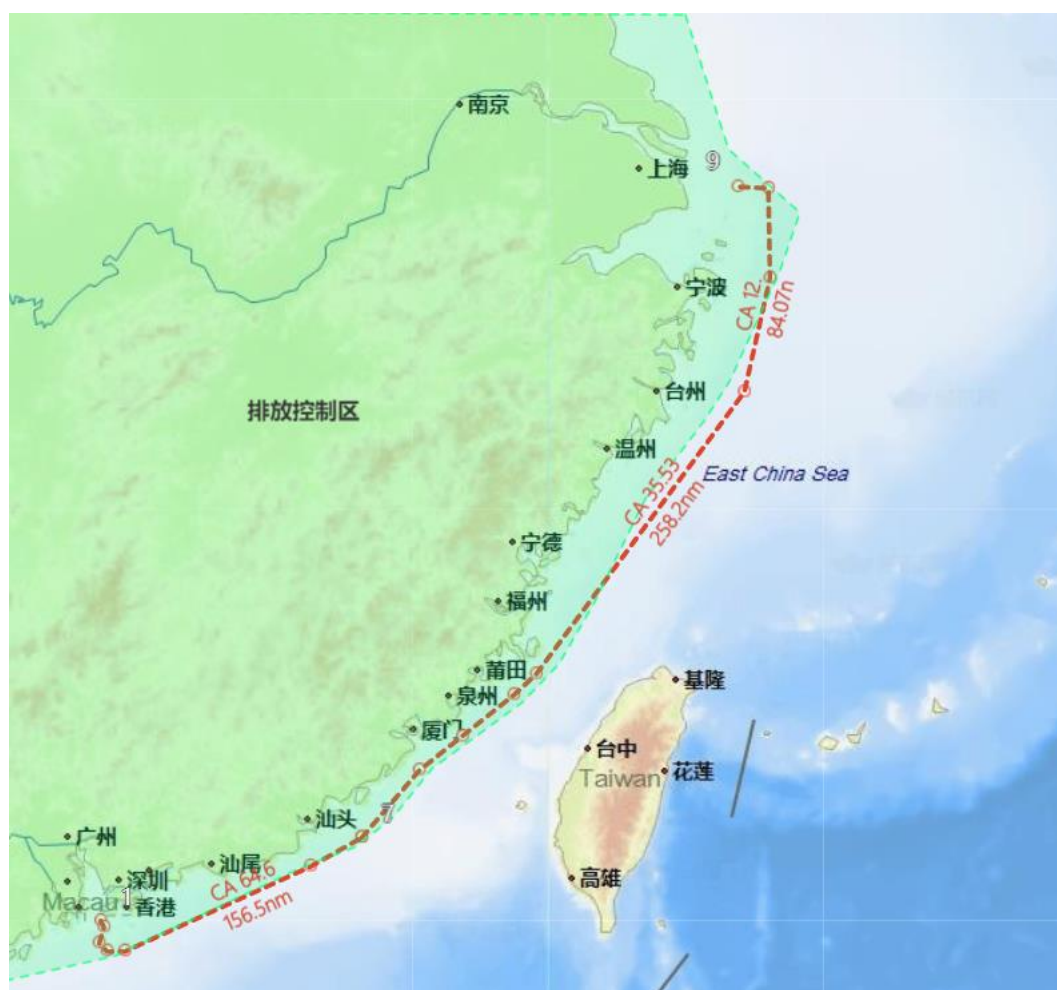 南京
9
上海
宁波
CA 12.
84.07n
台州
排放控制区
温州
CA 35.53
258.2nm
East China Sea
宁德
福州
莆田
基隆
泉州
厦门
台中
花莲
Taiwan
汕头
7
广州
汕尾
CA 64.6
156.5nm
深圳
高雄
1
香港